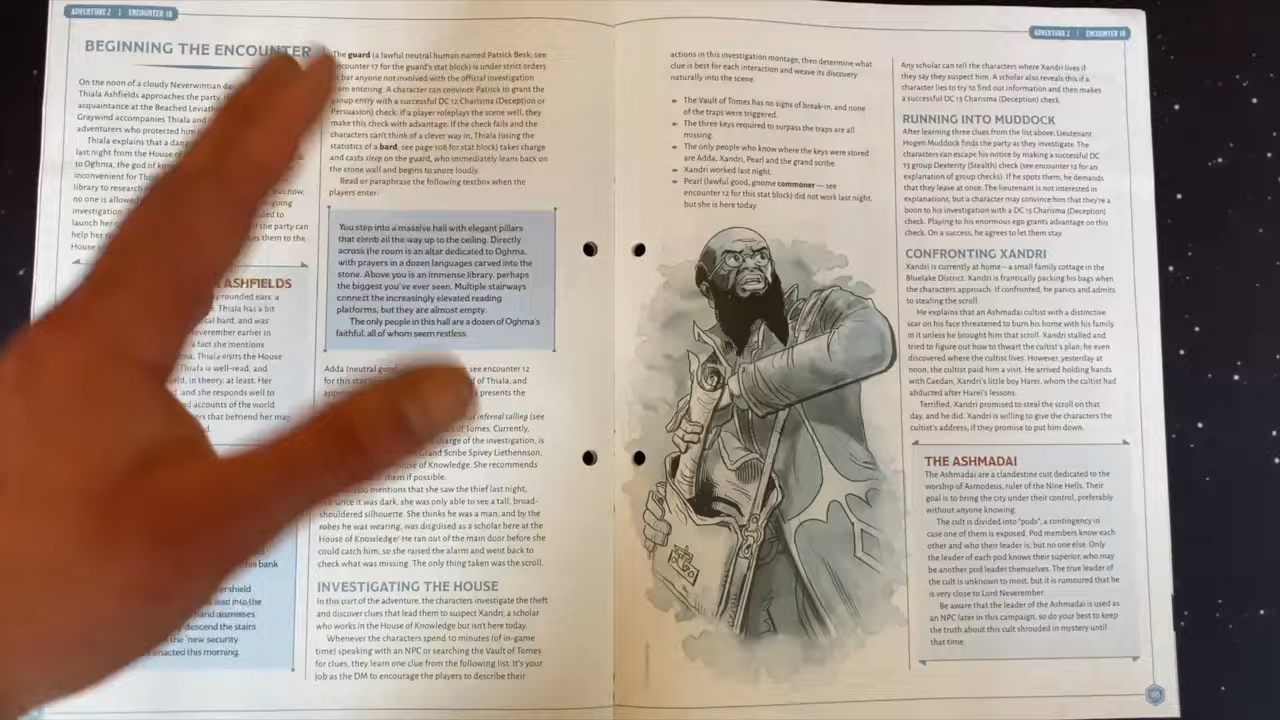 ADVENTURE 2 | ENCOUNTER 18
BEGINNING THE ENCOUNTER
On the noon of a cloudy Neverwintian
Thiala Ashfields approaches the party.
acquaintance at the Beached
Graywind accompanies Thiala and
adventurers who protected him
Thiala explains that a
last night from the House of
to Oghma, the god of
inconvenient for
library to research
no one is allowed
investigation.
launch her
help her
House
ASHFIELDS
rounded ears, a
Thiala has a bit
bard, and was
earlier in
a fact she mentions
Thiala enters the House
Thiala is well-read, and
in theory, at least. Her
and she responds well to
accounts of the world
that befriend her may
bank
lead into the
dismisses
descend the stairs
the 'new security
enacted this morning.
The guard (a lawful neutral human named Patrick Besk, see
encounter 17 for the guard's stat block) is under strict orders
bar anyone not involved with the official investigation
from entering. A character can convince Patrick to grant the
group entry with a successful DC 12 Charisma (Deception or
Persuasion) check. If a player roleplays the scene well, they
make this check with advantage. If the check fails and the
characters can't think of a clever way in, Thiala (using the
statistics of a bard, see page 106 for stat block) takes charge
and casts sleep on the guard, who immediately leans back on
the stone wall and begins to snore loudly.
Read or paraphrase the following textbox when the
players enter:
You step into a massive hall with elegant pillars
that climb all the way up to the ceiling. Directly
across the room is an altar dedicated to Oghma,
with prayers in a dozen languages carved into the
stone. Above you is an immense library, perhaps
the biggest you've ever seen. Multiple stairways
connect the increasingly elevated reading
platforms, but they are almost empty.
The only people in this hall are a dozen of Oghma's
faithful, all of whom seem restless.
Adda (neutral see encounter 12
for this stat of Thiala, and
presents the
of infernal calling (see
of Tomes. Currently,
charge of the investigation, is
Grand Scribe Spivey Liethennson,
House of Knowledge. She recommends
them if possible.
mentions that she saw the thief last night,
since it was dark, she was only able to see a tall, broad-
shouldered silhouette. She thinks he was a man, and by the
robes he was wearing, was disguised as a scholar here at the
House of Knowledge! He ran out of the main door before she
could catch him, so she raised the alarm and went back to
check what was missing. The only thing taken was the scroll.
INVESTIGATING THE HOUSE
In this part of the adventure, the characters investigate the theft
and discover clues that lead them to suspect Xandri, a scholar
who works in the House of Knowledge but isn't here today.
Whenever the characters spend 10 minutes (of in-game
time) speaking with an NPC or searching the Vault of Tomes
for clues, they learn one clue from the following list. It's your
job as the DM to encourage the players to describe their
actions in this investigation montage, then determine what
clue is best for each interaction and weave its discovery
naturally into the scene.
The Vault of Tomes has no signs of break-in, and none
of the traps were triggered.
The three keys required to surpass the traps are all
missing.
The only people who know where the keys were stored
are Adda, Xandri, Pearl and the grand scribe.
Xandri worked last night.
Pearl (lawful good, gnome commoner — see
encounter 12 for this stat block) did not work last night,
but she is here today.
ADVENTURE 2 | ENCOUNTER 18
Any scholar can tell the characters where Xandri lives if
they say they suspect him. A scholar also reveals this if a
character lies to try to find out information and then makes
a successful DC 13 Charisma (Deception) check.
RUNNING INTO MUDDOCK
After learning three clues from the list above, Lieutenant
Hogen Muddock finds the party as they investigate. The
characters can escape his notice by making a successful DC
13 group Dexterity (Stealth) check (see encounter 12 for an
explanation of group checks). If he spots them, he demands
that they leave at once. The lieutenant is not interested in
explanations, but a character may convince him that they're a
boon to his investigation with a DC 15 Charisma (Deception)
check. Playing to his enormous ego grants advantage on this
check. On a success, he agrees to let them stay.
CONFRONTING XANDRI
Xandri is currently at home – a small family cottage in the
Bluelake District. Xandri is frantically packing his bags when
the characters approach. If confronted, he panics and admits
to stealing the scroll.
He explains that an Ashmadai cultist with a distinctive
scar on his face threatened to burn his home with his family
in it unless he brought him that scroll. Xandri stalled and
tried to figure out how to thwart the cultist's plan; he even
discovered where the cultist lives. However, yesterday at
noon, the cultist paid him a visit. He arrived holding hands
with Caedan, Xandri's little boy Harei, whom the cultist had
abducted after Harei's lessons.
Terrified, Xandri promised to steal the scroll on that
day, and he did. Xandri is willing to give the characters the
cultist's address, if they promise to put him down.
THE ASHMADAI
The Ashmadai are a clandestine cult dedicated to the
worship of Asmodeus, ruler of the Nine Hells. Their
goal is to bring the city under their control, preferably
without anyone knowing.
The cult is divided into "pods", a contingency in
case one of them is exposed. Pod members know each
other and who their leader is, but no one else. Only
the leader of each pod knows their superior, who may
be another pod leader themselves. The true leader of
the cult is unknown to most, but it is rumoured that he
is very close to Lord Neverember.
Be aware that the leader of the Ashmadai is used as
an NPC later in this campaign, so do your best to keep
the truth about this cult shrouded in mystery until
that time.